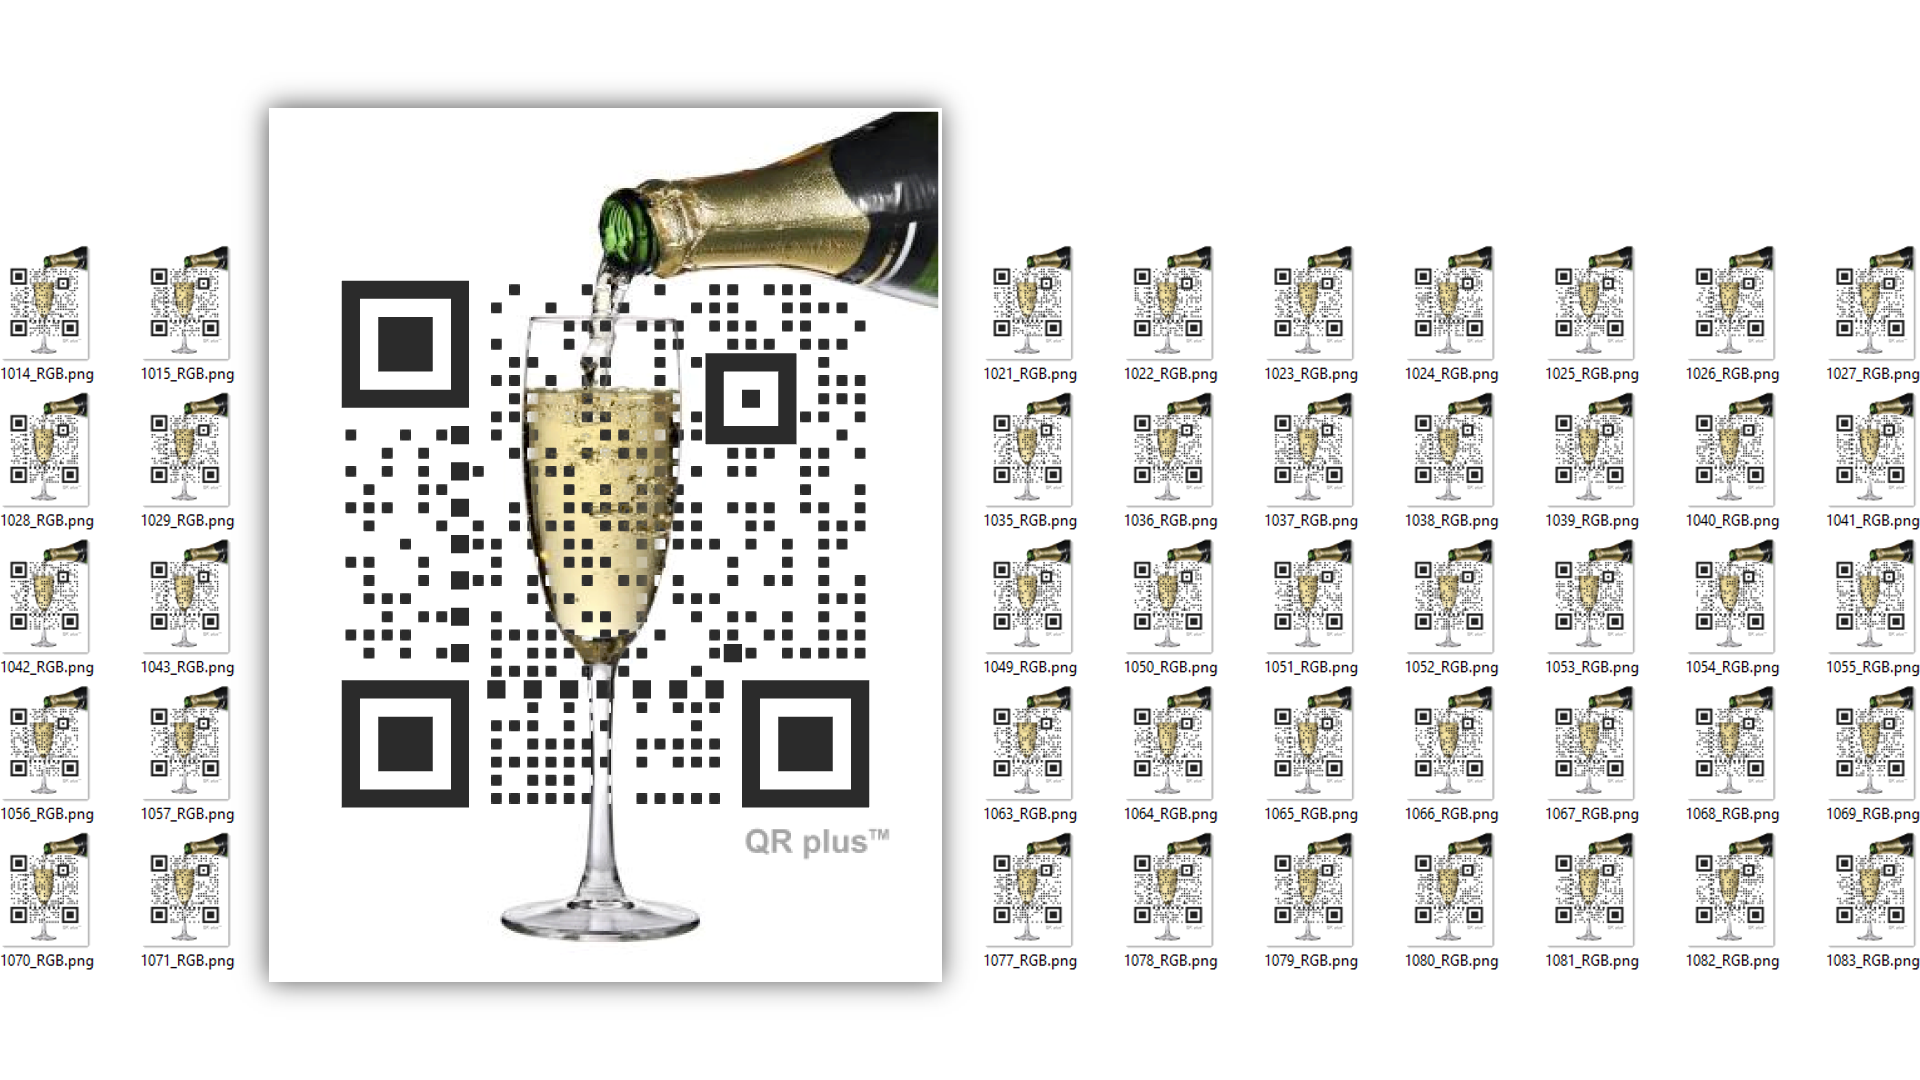 1014_RGB.png 1015_RGB.png 1021_RGB.png 1022_RGB.png 1023_RGB.png 1024_RGB.png 1025_RGB.png 1026_RGB.png 1027_RGB.png
1028_RGB.png 1029_RGB.png 1035_RGB.png 1036_RGB.png 1037_RGB.png 1038_RGB.png 1039_RGB.png 1040_RGB.png 1041_RGB.png
1042_RGB.png 1043_RGB.png 1049_RGB.png 1050_RGB.png 1051_RGB.png 1052_RGB.png 1053_RGB.png 1054_RGB.png 1055_RGB.png
1056_RGB.png 1057_RGB.png 1063_RGB.png 1064_RGB.png 1065_RGB.png 1066_RGB.png 1067_RGB.png 1068_RGB.png 1069_RGB.png
QR plus™
1070_RGB.png 1071_RGB.png 1077_RGB.png 1078_RGB.png 1079_RGB.png 1080_RGB.png 1081_RGB.png 1082_RGB.png 1083_RGB.png